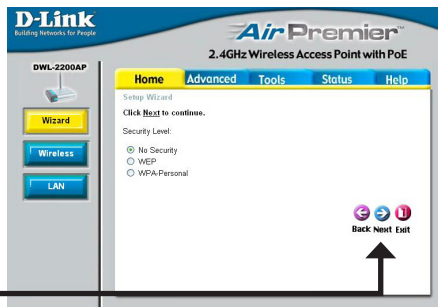 D-Link
Building Networks for People
Air Premier™
2.4GHz Wireless Access Point with PoE
DWL-2200AP
Home Advanced Tools Status Help
Wizard
Wireless
LAN
Setup Wizard
Click Next to continue.
Security Level:
No Security
WEP
WPA-Personal
Back Next Exit